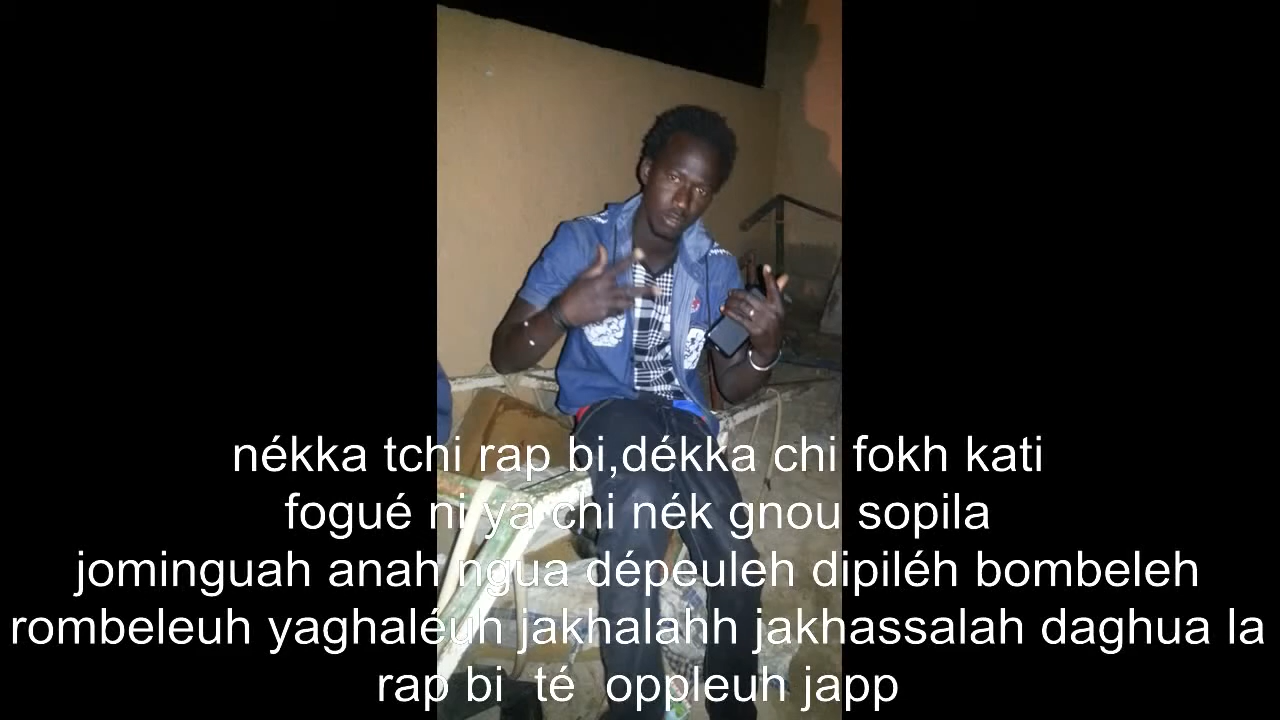 nékka tchi rap bi,dékka chi fokh kati
fogué ni ya chi nék gnou sopila
jominguah anah ngua dépeuleh dipiléh bombeleh
rombeleuh yaghaléuh jakhalahh jakhassalah daghua la
rap bi té oppleuh japp